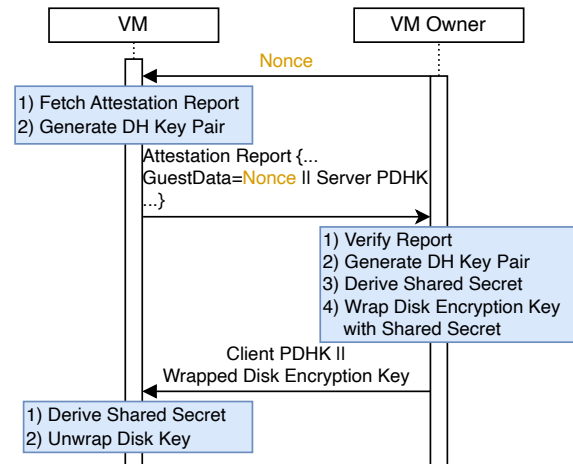 VM
VM Owner
Nonce
1) Fetch Attestation Report
2) Generate DH Key Pair
Attestation Report {...
GuestData=Nonce || Server PDHK
...}
1) Verify Report
2) Generate DH Key Pair
3) Derive Shared Secret
4) Wrap Disk Encryption Key
with Shared Secret
Client PDHK ||
Wrapped Disk Encryption Key
1) Derive Shared Secret
2) Unwrap Disk Key